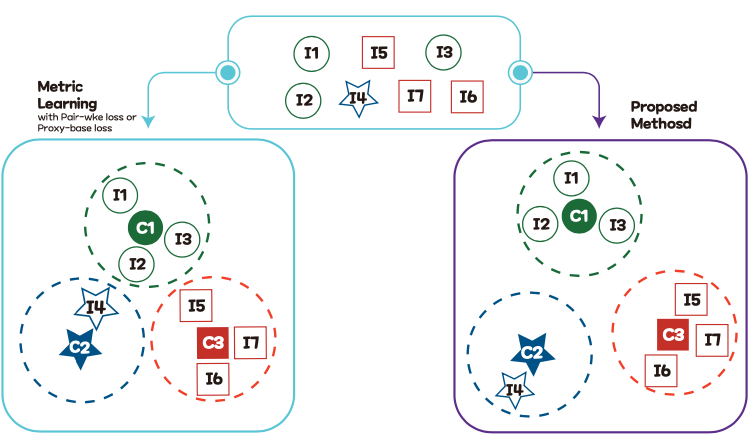 I1 I5 I3
I2 I4 I7 I6
Metric
Learning
with Pair-wke loss or
Proxy-base loss
Proposed
Methosd
I1
C1
I3
I2
I4
C2
I5
C3 I7
I6
I1
I2 C1 I3
C2
I4
I5
C3 I7
I6